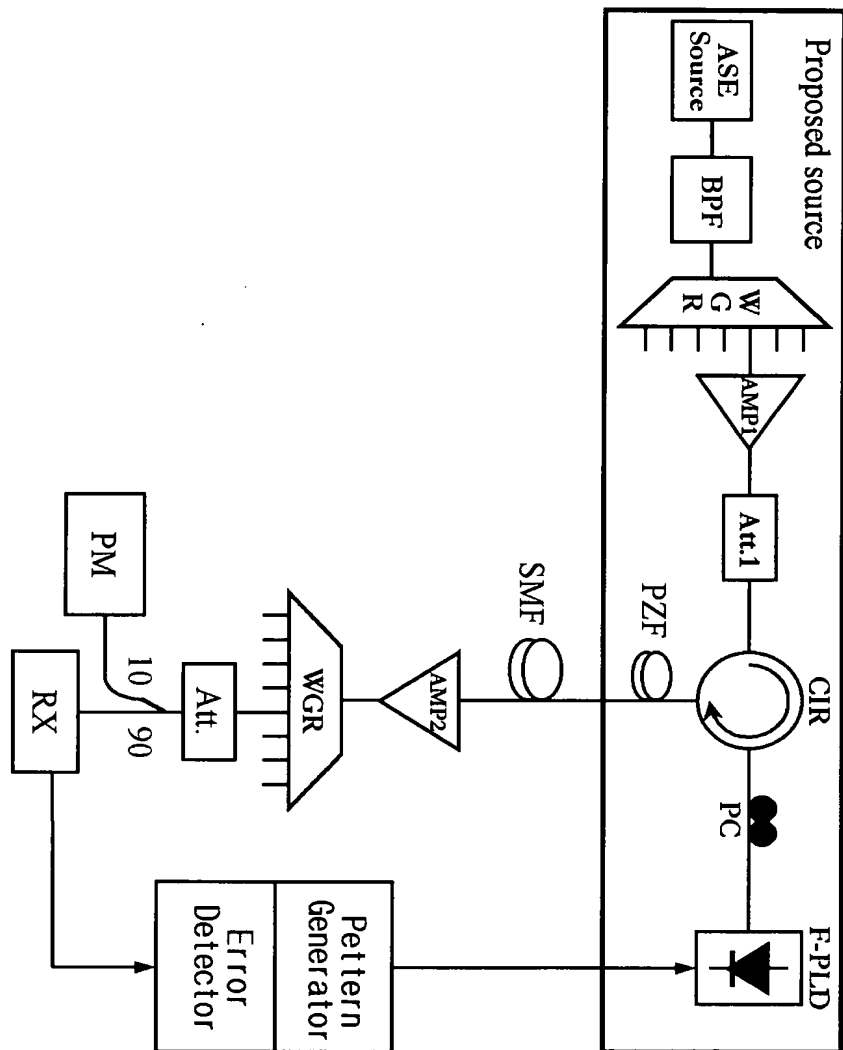 Proposed source
CIR
F-PLD
ASE
Source
BPF
W
G
R
AMP1
Att.1
PC
PZF
SMF
AMP2
WGR
Pettern
Generator
Error
Detector
Att.
10
90
PM
RX